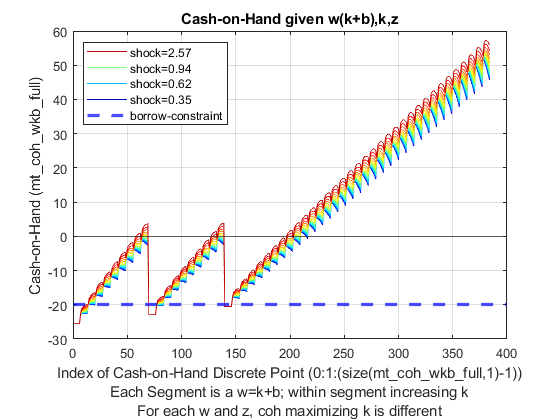 Cash-on-Hand given w(k+b),k,z
60
50
40
30
20
10
0
-10
-20
-30
Cash-on-Hand (mt_coh_wkb_full)
shock=2.57
shock=0.94
shock=0.62
shock=0.35
borrow-constraint
0 50 100 150 200 250 300 350 400
Index of Cash-on-Hand Discrete Point (0:1:(size(mt_coh_wkb_full,1)-1))
Each Segment is a w=k+b; within segment increasing k
For each w and z, coh maximizing k is different